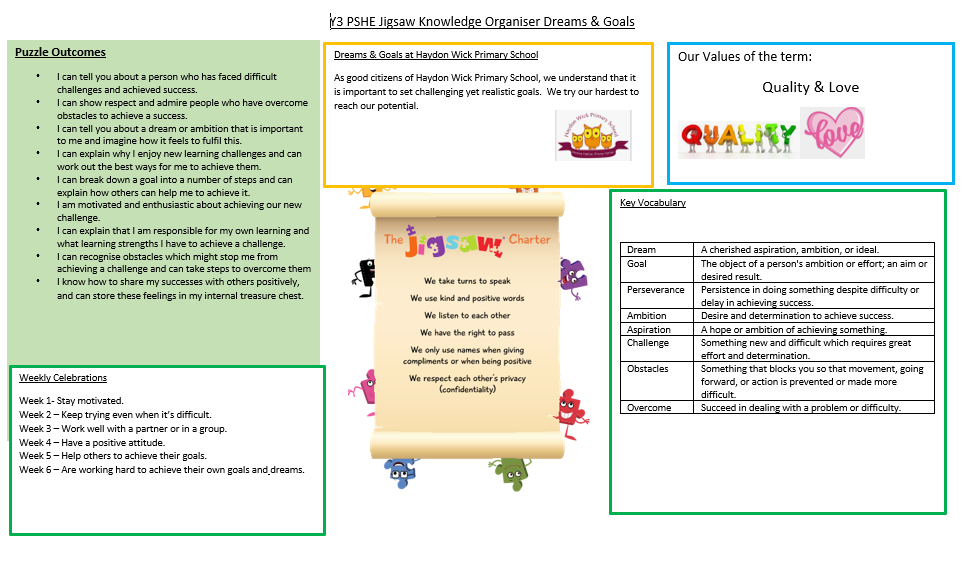 Y3 PSHE Jigsaw Knowledge Organiser Dreams & Goals
Puzzle Outcomes
• I can tell you about a person who has faced difficult
challenges and achieved success.
• I can show respect and admire people who have overcome
obstacles to achieve a success.
• I can tell you about a dream or ambition that is important
to me and imagine how it feels to fulfil this.
• I can explain why I enjoy new learning challenges and can
work out the best ways for me to achieve them.
• I can break down a goal into a number of steps and can
explain how others can help me to achieve it.
• I am motivated and enthusiastic about achieving our new
challenge.
• I can explain that I am responsible for my own learning and
what learning strengths I have to achieve a challenge.
• I can recognise obstacles which might stop me from
achieving a challenge and can take steps to overcome them
• I know how to share my successes with others positively,
and can store these feelings in my internal treasure chest.
Weekly Celebrations
Week 1- Stay motivated.
Week 2 – Keep trying even when it's difficult.
Week 3 – Work well with a partner or in a group.
Week 4 – Have a positive attitude.
Week 5 – Help others to achieve their goals.
Week 6 – Are working hard to achieve their own goals and dreams.
Dreams & Goals at Haydon Wick Primary School
As good citizens of Haydon Wick Primary School, we understand that it
is important to set challenging yet realistic goals. We try our hardest to
reach our potential.
Haydon Wick Primary School
The Jigsaw Charter
We take turns to speak
We use kind and positive words
We listen to each other
We have the right to pass
We only use names when giving
compliments or when being positive
We respect each other's privacy
(confidentiality)
Our Values of the term:
Quality & Love
QUALITY
love
Key Vocabulary
Dream A cherished aspiration, ambition, or ideal.
Goal The object of a person's ambition or effort; an aim or
desired result.
Perseverance Persistence in doing something despite difficulty or
delay in achieving success.
Ambition Desire and determination to achieve success.
Aspiration A hope or ambition of achieving something.
Challenge Something new and difficult which requires great
effort and determination.
Obstacles Something that blocks you so that movement, going
forward, or action is prevented or made more
difficult.
Overcome Succeed in dealing with a problem or difficulty.